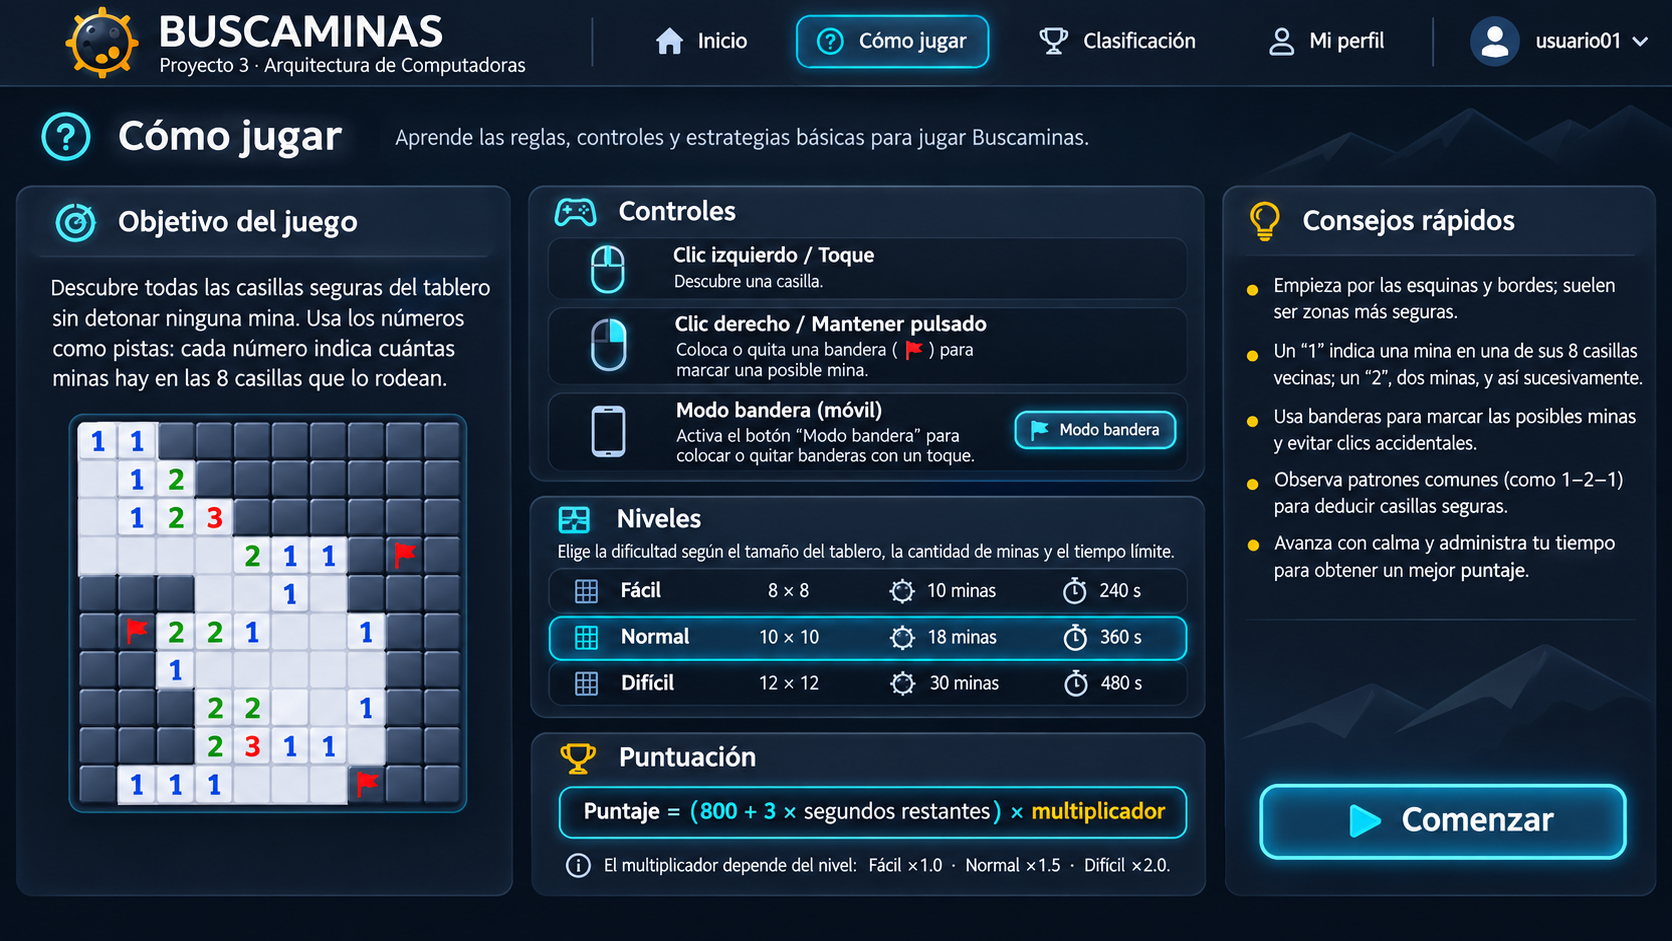 BUSCAMINAS
Proyecto 3 · Arquitectura de Computadoras
Inicio
Cómo jugar
Clasificación
Mi perfil
usuario01
Cómo jugar
Aprende las reglas, controles y estrategias básicas para jugar Buscaminas.
Objetivo del juego
Descubre todas las casillas seguras del tablero
sin detonar ninguna mina. Usa los números
como pistas: cada número indica cuántas
minas hay en las 8 casillas que lo rodean.
1 1
1 2
1 2 3
2 1 1
1
2 2 1 1
1
2 2 1
2 3 1 1
1 1 1
Controles
Clic izquierdo / Toque
Descubre una casilla.
Clic derecho / Mantener pulsado
Coloca o quita una bandera ( ) para
marcar una posible mina.
Modo bandera (móvil)
Activa el botón “Modo bandera” para
colocar o quitar banderas con un toque.
Modo bandera
Niveles
Elige la dificultad según el tamaño del tablero, la cantidad de minas y el tiempo límite.
Fácil 8 × 8 10 minas 240 s
Normal 10 × 10 18 minas 360 s
Difícil 12 × 12 30 minas 480 s
Puntuación
Puntaje = (800 + 3 × segundos restantes) × multiplicador
El multiplicador depende del nivel: Fácil ×1.0 · Normal ×1.5 · Difícil ×2.0.
Consejos rápidos
Empieza por las esquinas y bordes; suelen
ser zonas más seguras.
Un “1” indica una mina en una de sus 8 casillas
vecinas; un “2”, dos minas, y así sucesivamente.
Usa banderas para marcar las posibles minas
y evitar clics accidentales.
Observa patrones comunes (como 1–2–1)
para deducir casillas seguras.
Avanza con calma y administra tu tiempo
para obtener un mejor puntaje.
Comenzar